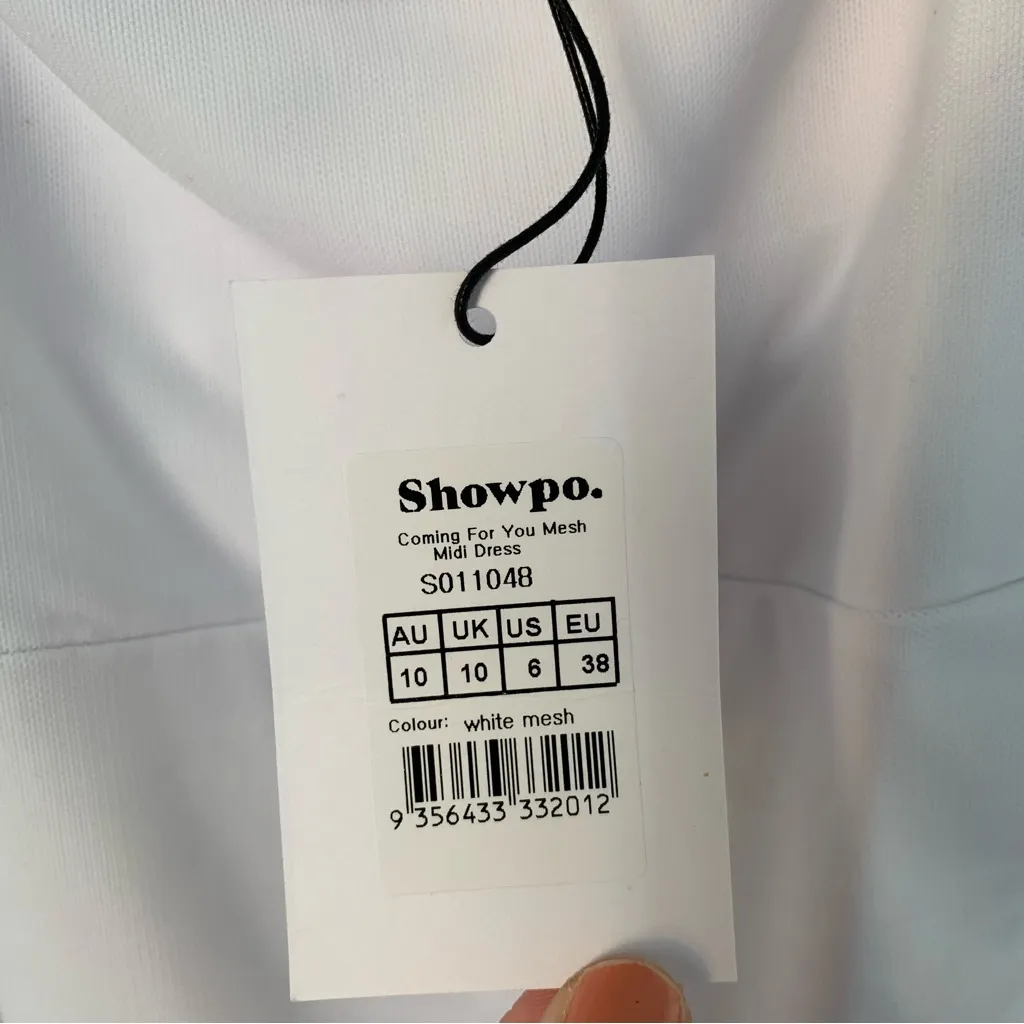 Showpo.
Coming For You Mesh
Midi Dress
S011048
AU UK US EU
10 10 6 38
Colour: white mesh
9 356433 332012